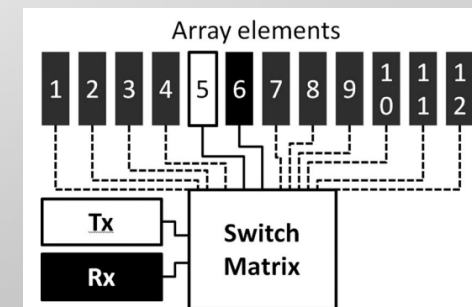 Array elements
1 2 3 4 5 6 7 8 9 10 11 12
Tx
Rx
Switch
Matrix